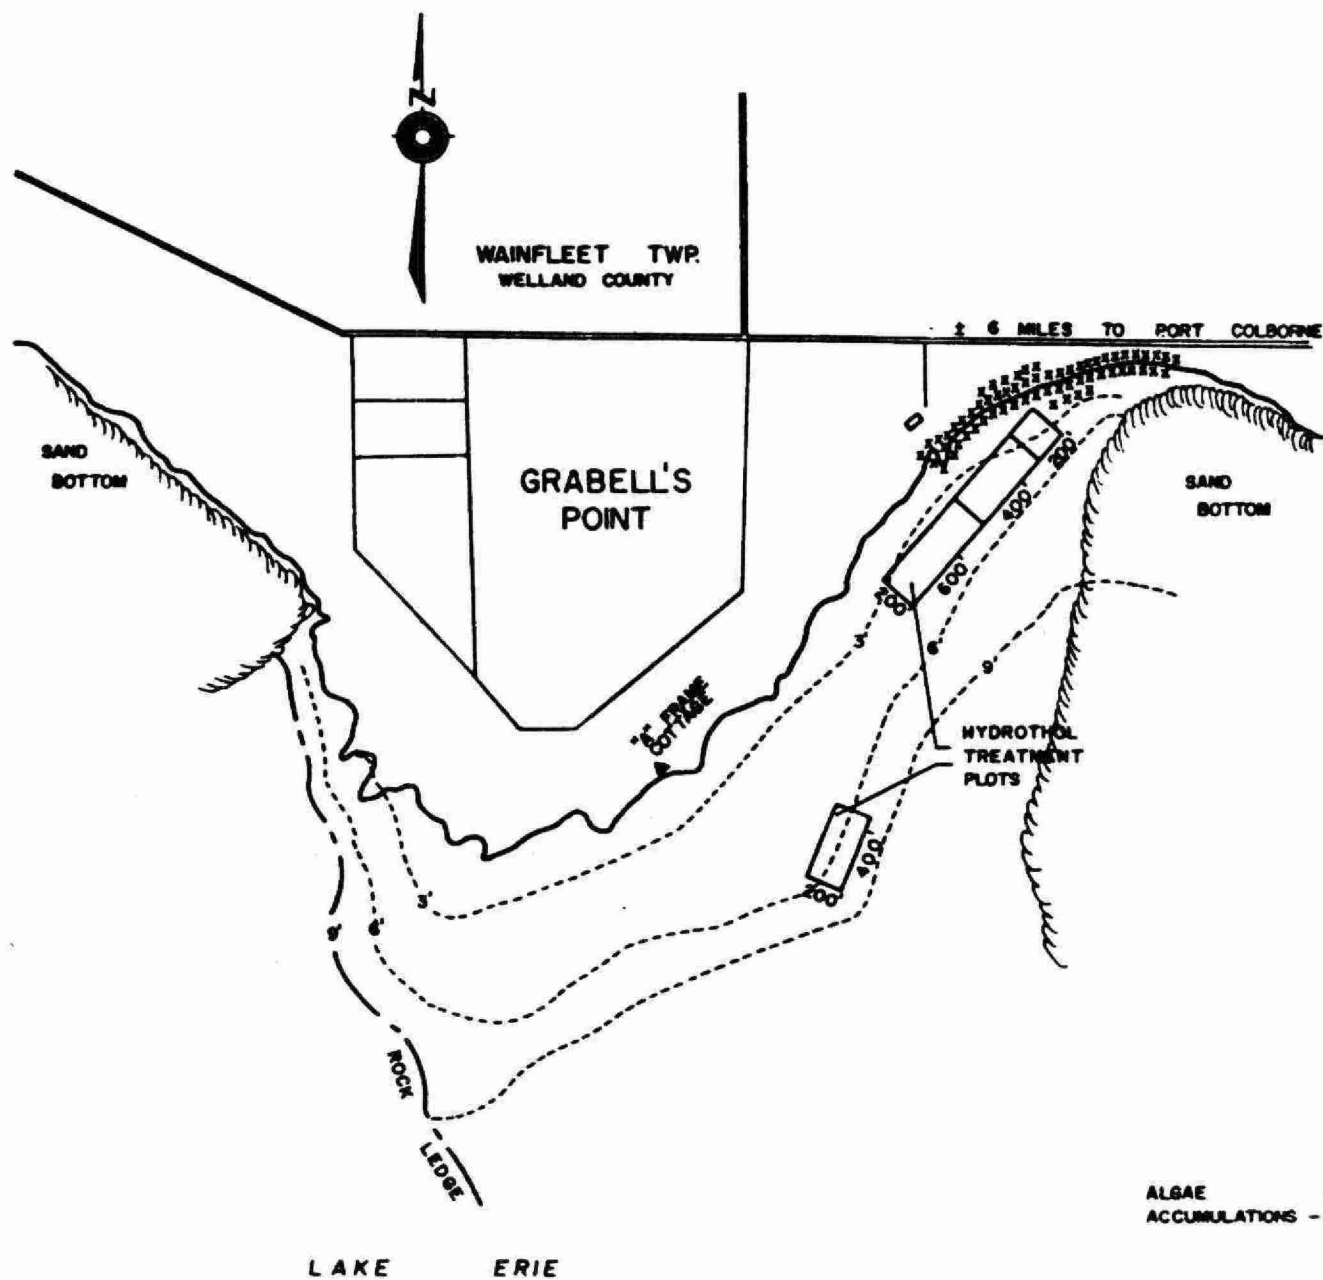 N
WAINFLEET TWP.
WELLAND COUNTY
± 6 MILES TO PORT COLBORNE
SAND
BOTTOM
GRABELL'S
POINT
SAND
BOTTOM
200'
400'
600'
200'
3'
6'
9'
"A" FRAME
COTTAGE
HYDROTHOL
TREATMENT
PLOTS
400'
200'
3'
6'
9'
ROCK
LEDGE
ALGAE
ACCUMULATIONS -
LAKE ERIE